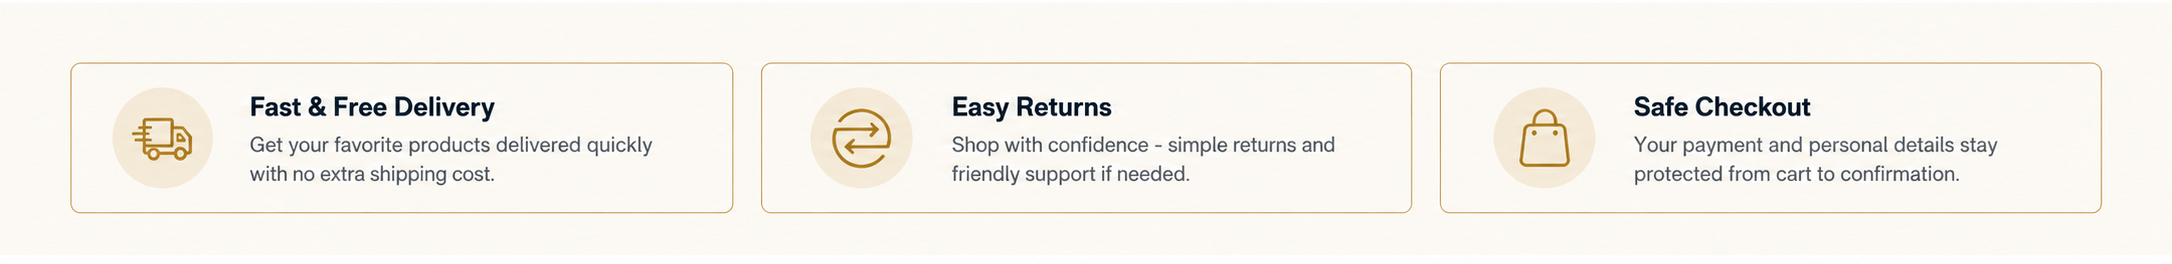 Fast & Free Delivery
Get your favorite products delivered quickly
with no extra shipping cost.
Easy Returns
Shop with confidence - simple returns and
friendly support if needed.
Safe Checkout
Your payment and personal details stay
protected from cart to confirmation.